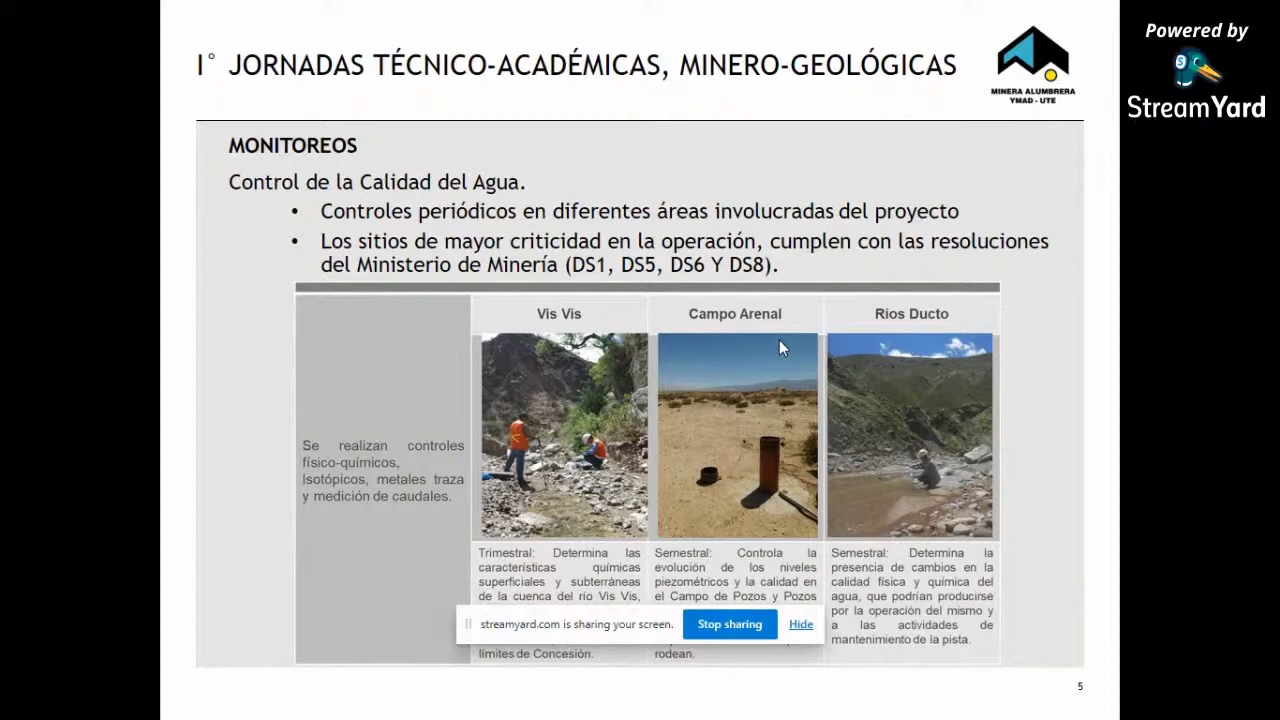 I° JORNADAS TÉCNICO-ACADÉMICAS, MINERO-GEOLÓGICAS
MINERA ALUMBRERA
YMAD - UTE
Powered by
StreamYard
MONITOREOS
Control de la Calidad del Agua.
• Controles periódicos en diferentes áreas involucradas del proyecto
• Los sitios de mayor criticidad en la operación, cumplen con las resoluciones
del Ministerio de Minería (DS1, DS5, DS6 Y DS8).
Se realizan controles
físico-químicos,
Isotópicos, metales traza
y medición de caudales.
Vis Vis
Trimestral: Determina las
características químicas
superficiales y subterráneas
de la cuenca del río Vis Vis,
límites de Concesión.
Campo Arenal
Semestral: Controla la
evolución de los niveles
piezométricos y la calidad en
el Campo de Pozos y Pozos
rodean.
Rios Ducto
Semestral: Determina la
presencia de cambios en la
calidad física y química del
agua, que podrían producirse
por la operación del mismo y
a las actividades de
mantenimiento de la pista.
streamyard.com is sharing your screen.
Stop sharing
Hide
5